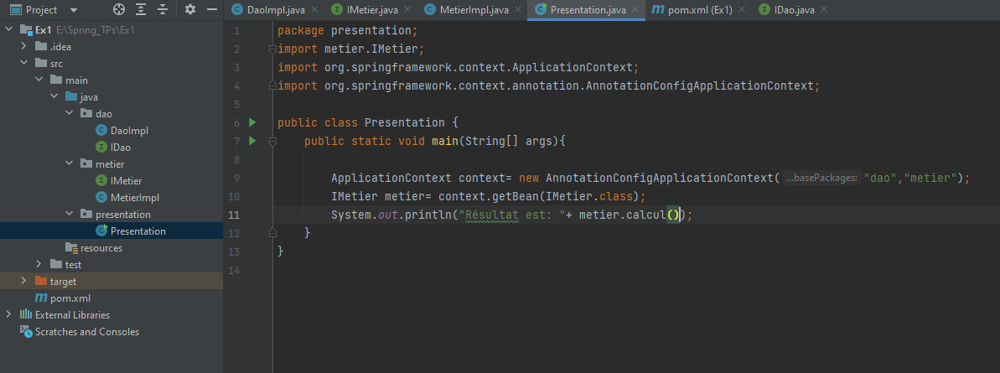 Project
DaoImpl.java
IMetier.java
MetierImpl.java
Presentation.java
pom.xml (Ex1)
IDao.java
Ex1 E:\Spring_TPs\Ex1
.idea
src
main
java
dao
DaoImpl
IDao
metier
IMetier
MetierImpl
presentation
Presentation
resources
test
target
pom.xml
External Libraries
Scratches and Consoles
1 package presentation;
2 import metier.IMetier;
3 import org.springframework.context.ApplicationContext;
4 import org.springframework.context.annotation.AnnotationConfigApplicationContext;
5
6 public class Presentation {
7     public static void main(String[] args){
8
9         ApplicationContext context= new AnnotationConfigApplicationContext( ...basePackages: "dao","metier");
10         IMetier metier= context.getBean(IMetier.class);
11         System.out.println("Résultat est: "+ metier.calcul());
12     }
13 }
14